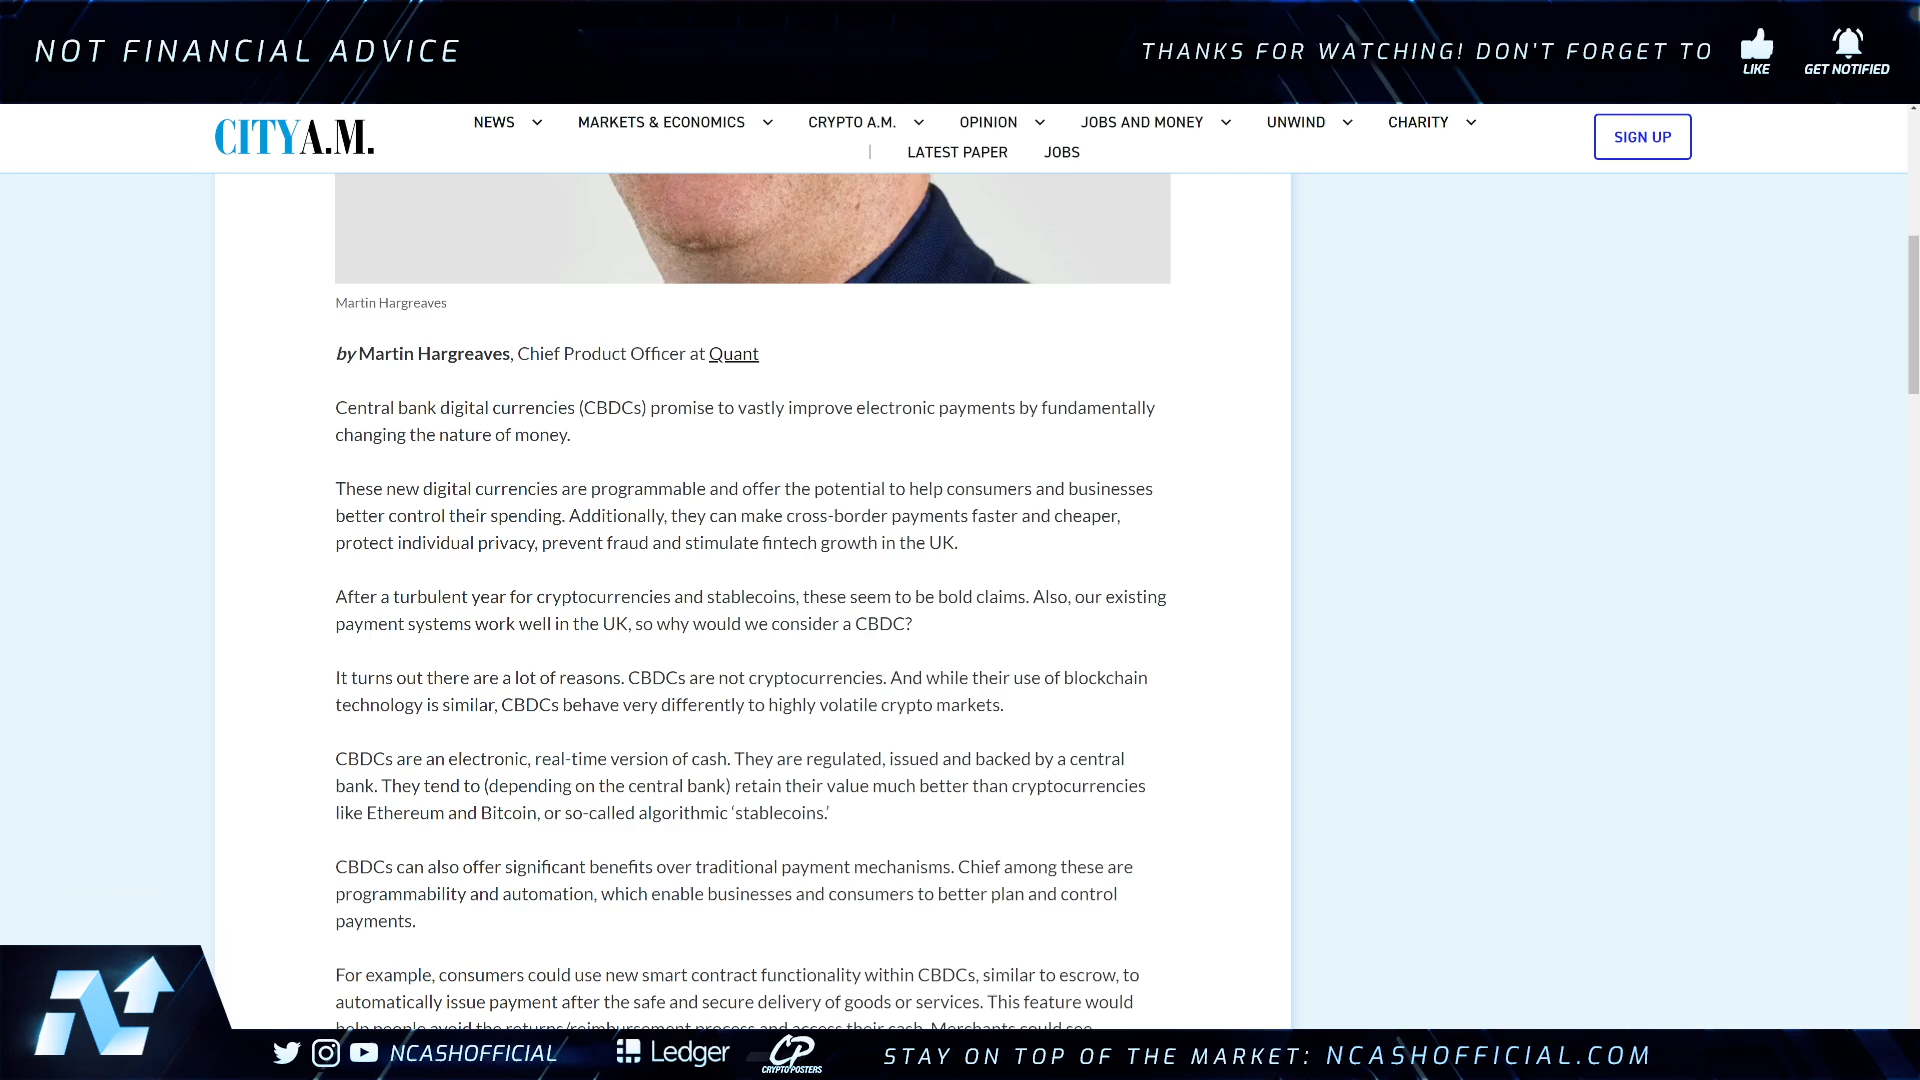 NOT FINANCIAL ADVICE
THANKS FOR WATCHING! DON'T FORGET TO
LIKE
GET NOTIFIED
CITYA.M.
NEWS MARKETS & ECONOMICS CRYPTO A.M. OPINION JOBS AND MONEY UNWIND CHARITY
| LATEST PAPER JOBS
SIGN UP
Martin Hargreaves
by Martin Hargreaves, Chief Product Officer at Quant
Central bank digital currencies (CBDCs) promise to vastly improve electronic payments by fundamentally
changing the nature of money.
These new digital currencies are programmable and offer the potential to help consumers and businesses
better control their spending. Additionally, they can make cross-border payments faster and cheaper,
protect individual privacy, prevent fraud and stimulate fintech growth in the UK.
After a turbulent year for cryptocurrencies and stablecoins, these seem to be bold claims. Also, our existing
payment systems work well in the UK, so why would we consider a CBDC?
It turns out there are a lot of reasons. CBDCs are not cryptocurrencies. And while their use of blockchain
technology is similar, CBDCs behave very differently to highly volatile crypto markets.
CBDCs are an electronic, real-time version of cash. They are regulated, issued and backed by a central
bank. They tend to (depending on the central bank) retain their value much better than cryptocurrencies
like Ethereum and Bitcoin, or so-called algorithmic ‘stablecoins.’
CBDCs can also offer significant benefits over traditional payment mechanisms. Chief among these are
programmability and automation, which enable businesses and consumers to better plan and control
payments.
For example, consumers could use new smart contract functionality within CBDCs, similar to escrow, to
automatically issue payment after the safe and secure delivery of goods or services. This feature would
help people avoid the returns/reimbursement process and access their cash. Merchants could see
NCASHOFFICIAL
Ledger
CP
CRYPTOPOSTERS
STAY ON TOP OF THE MARKET: NCASHOFFICIAL.COM